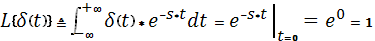 L{δ(t)} ≜ ∫_{-∞}^{+∞} δ(t) * e^{-s*t} dt = e^{-s*t} |_{t=0} = e^0 = 1